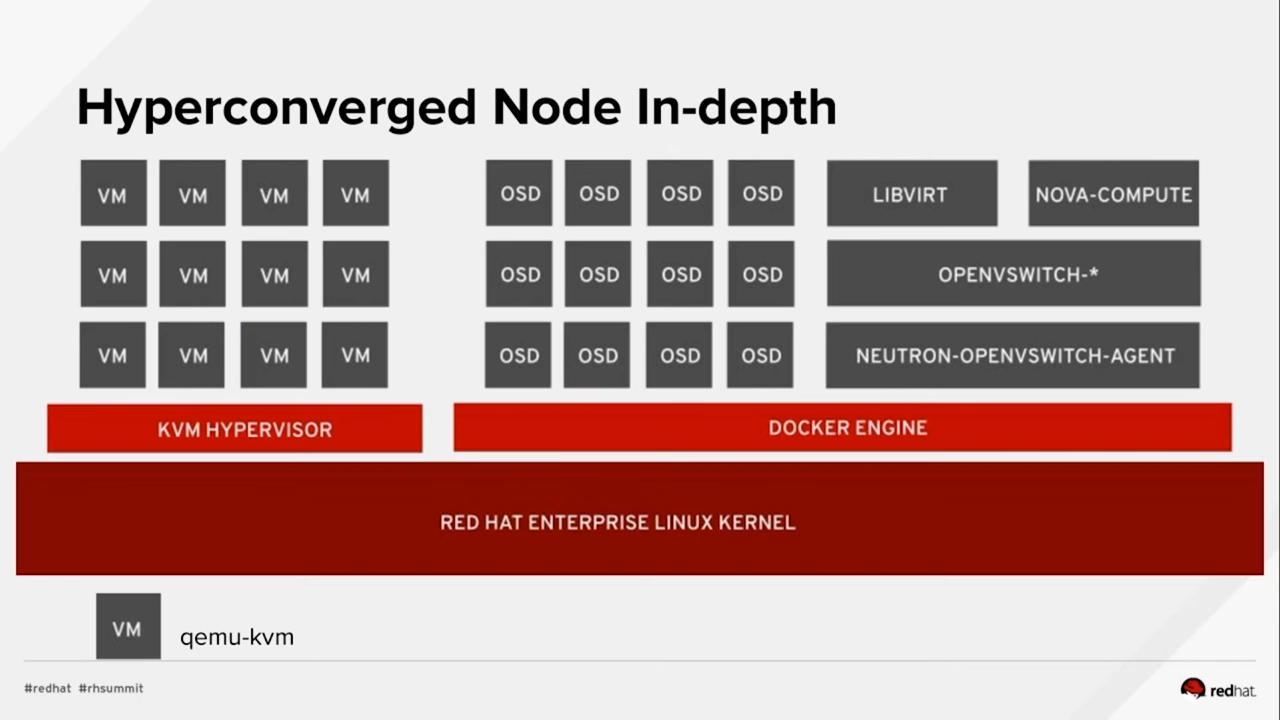 Hyperconverged Node In-depth
VM VM VM VM OSD OSD OSD OSD LIBVIRT NOVA-COMPUTE
VM VM VM VM OSD OSD OSD OSD OPENVSWITCH-*
VM VM VM VM OSD OSD OSD OSD NEUTRON-OPENVSWITCH-AGENT
KVM HYPERVISOR DOCKER ENGINE
RED HAT ENTERPRISE LINUX KERNEL
VM qemu-kvm
#redhat #rhsummit redhat.